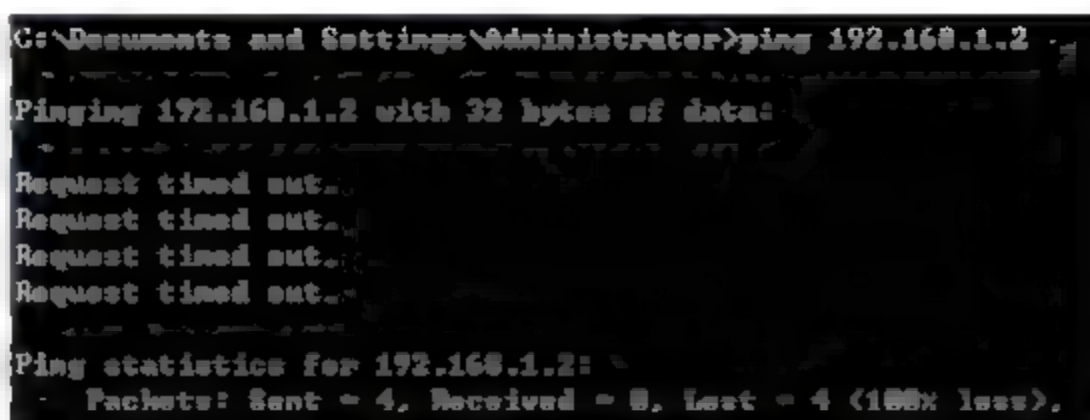 C:\Documents and Settings\Administrator>ping 192.168.1.2
Pinging 192.168.1.2 with 32 bytes of data:
Request timed out.
Request timed out.
Request timed out.
Request timed out.
Ping statistics for 192.168.1.2:
Packets: Sent = 4, Received = 0, Lost = 4 (100% loss),